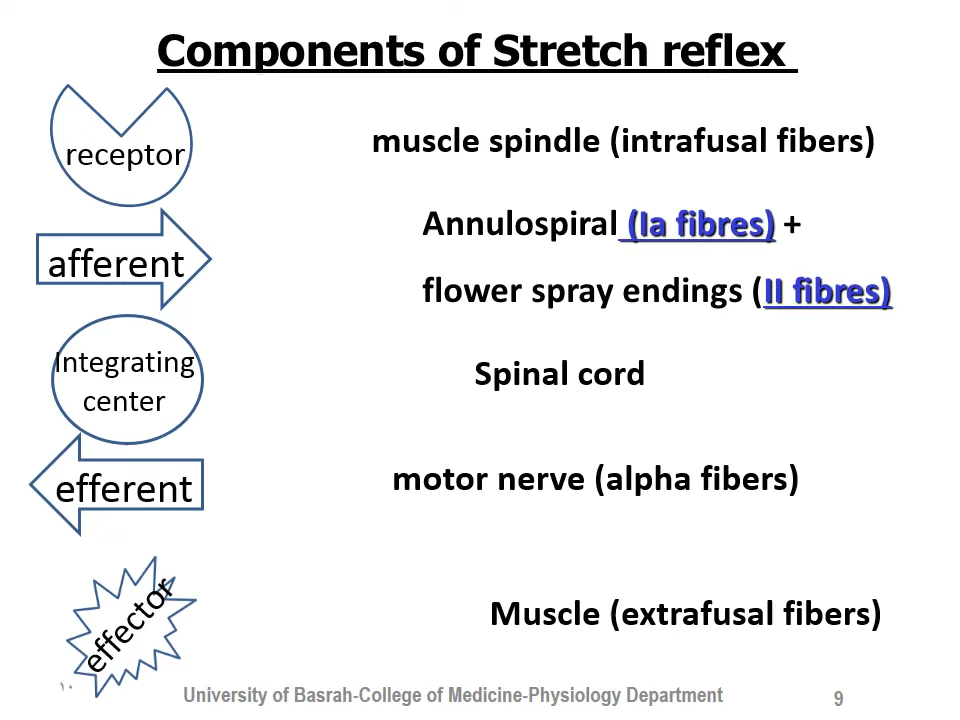 Components of Stretch reflex
receptor
muscle spindle (intrafusal fibers)
Annulospiral (Ia fibres) +
afferent
flower spray endings (II fibres)
Integrating
center
Spinal cord
efferent
motor nerve (alpha fibers)
effector
Muscle (extrafusal fibers)
University of Basrah-College of Medicine-Physiology Department
9